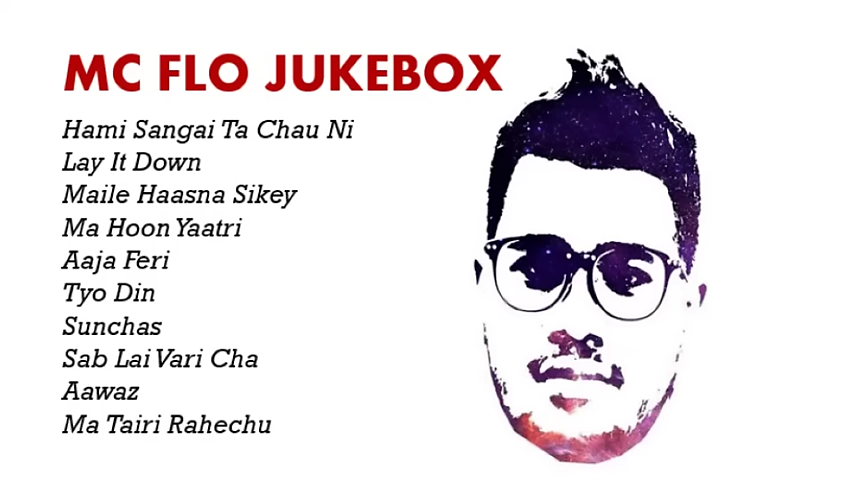 MC FLO JUKEBOX
Hami Sangai Ta Chau Ni
Lay It Down
Maile Haasna Sikey
Ma Hoon Yaatri
Aaja Feri
Tyo Din
Sunchas
Sab Lai Vari Cha
Aawaz
Ma Tairi Rahechu